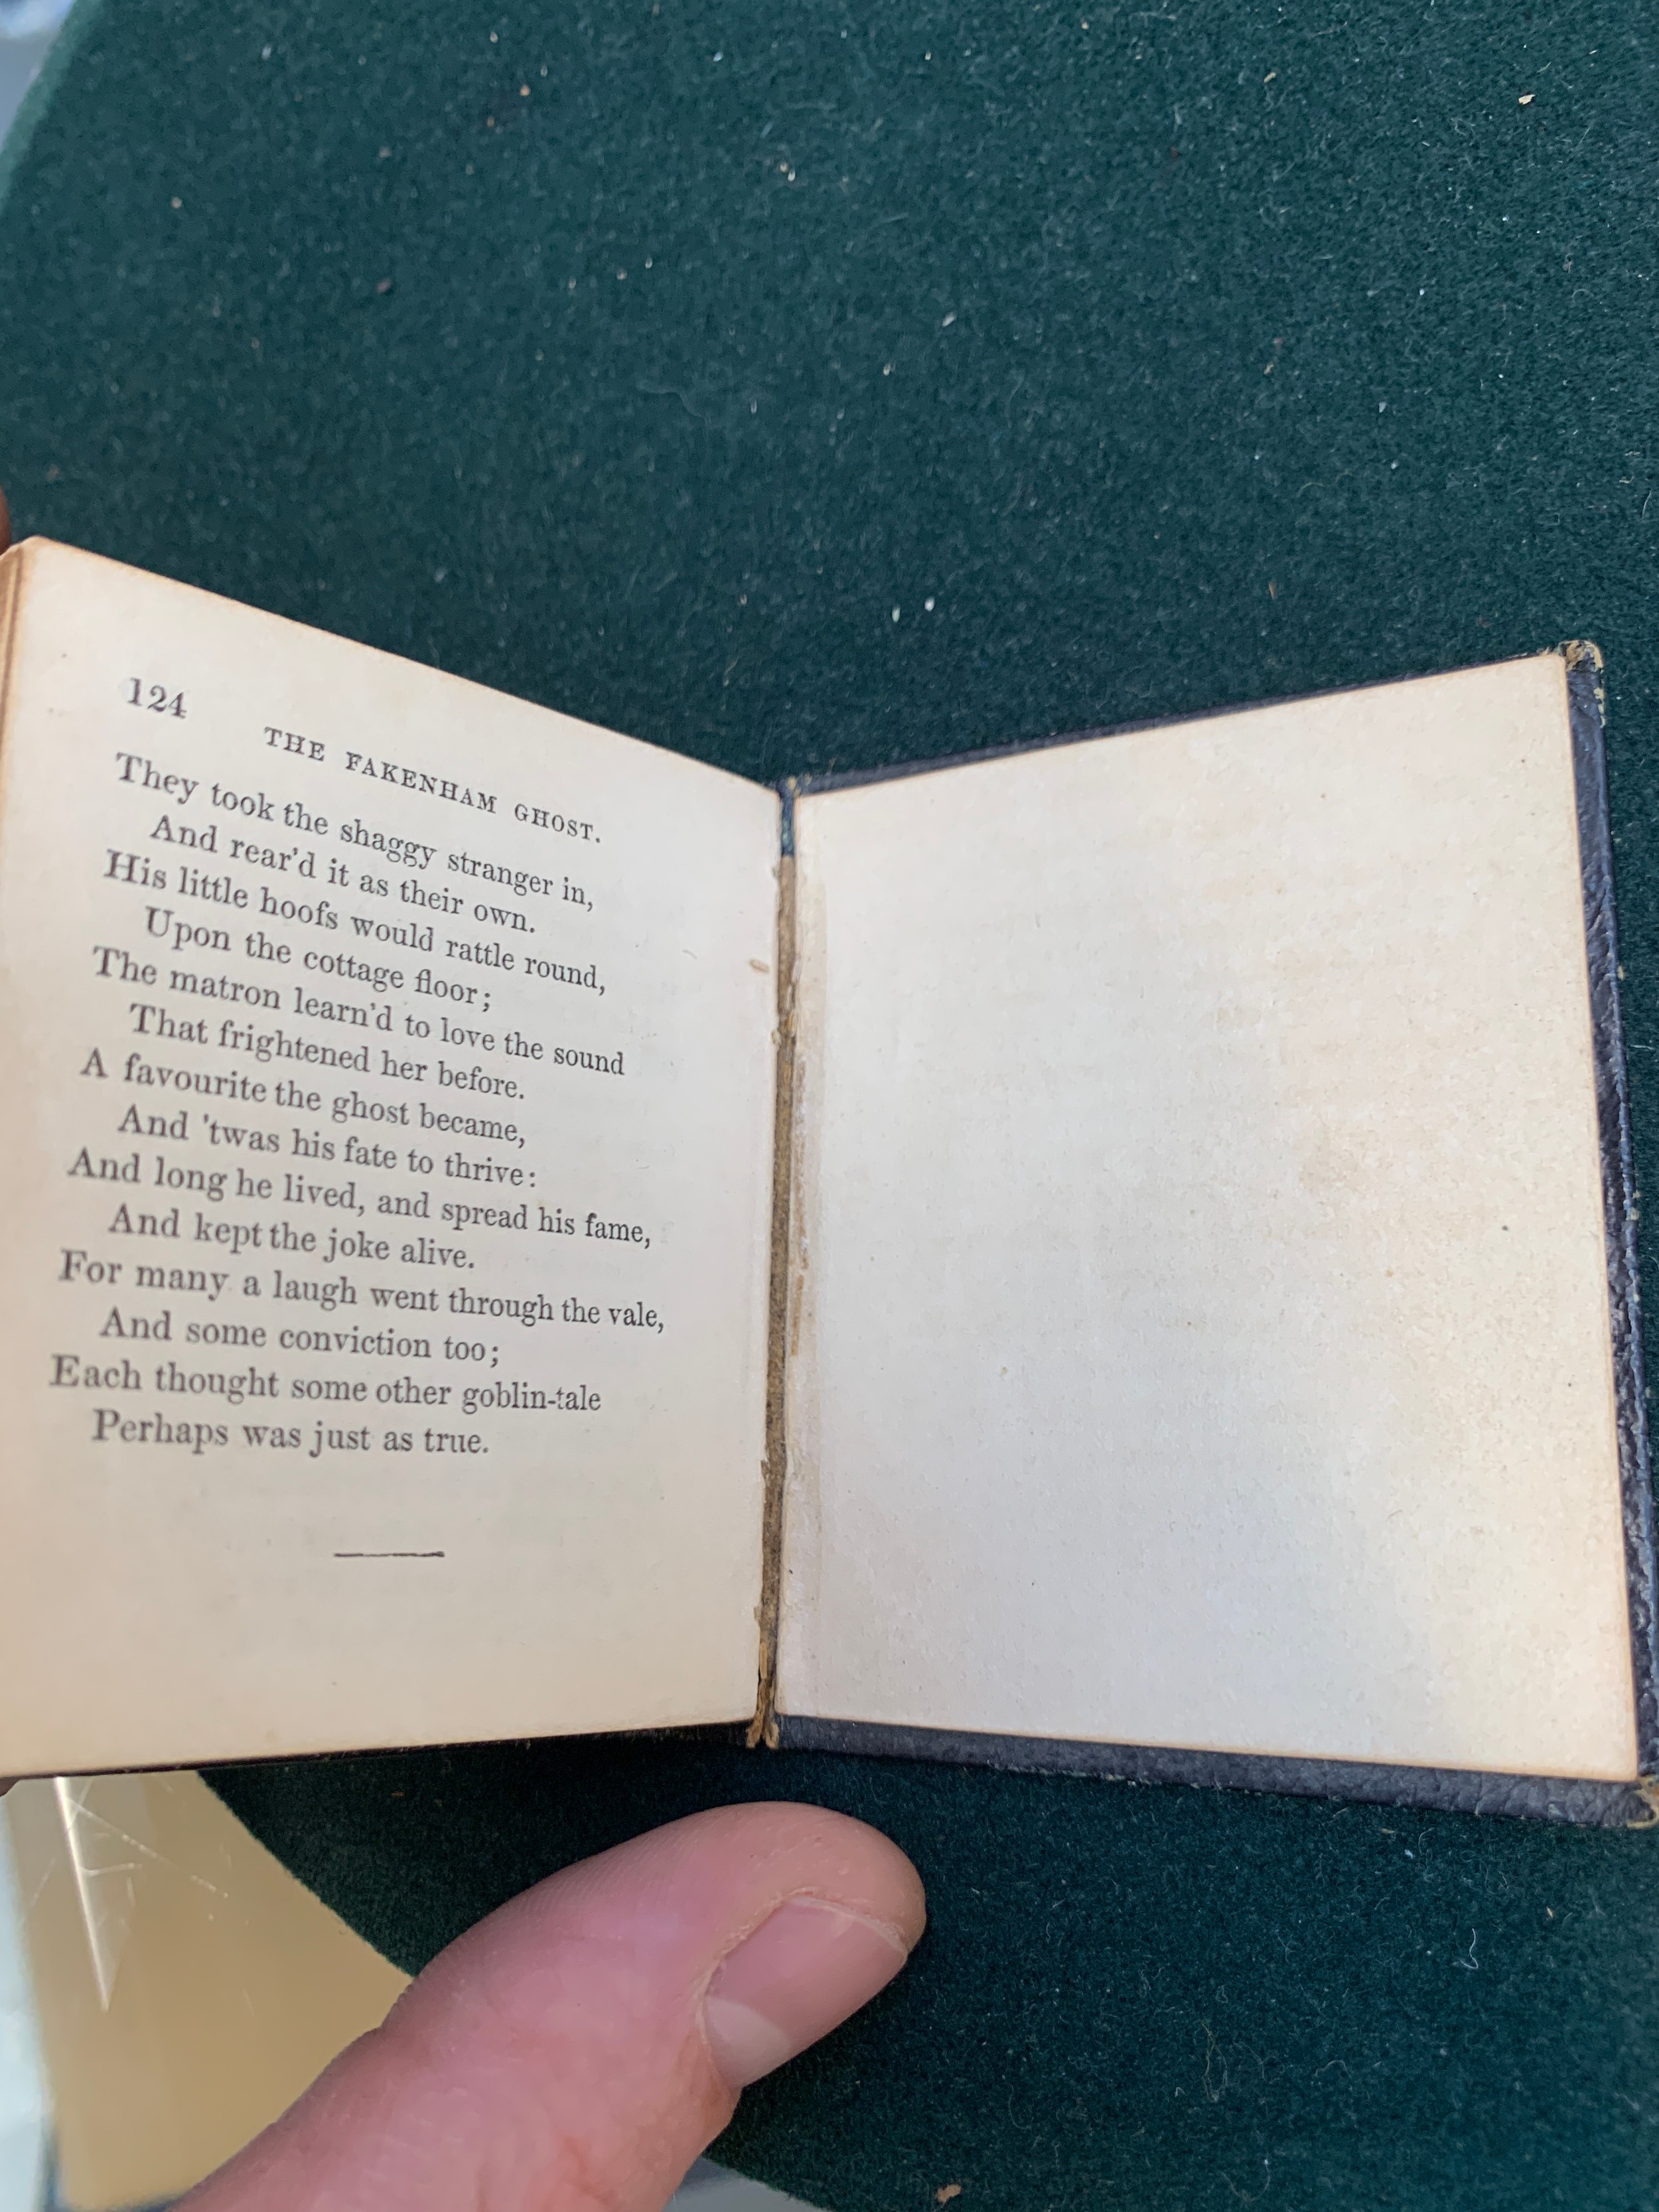 124
THE FAKENHAM GHOST.
They took the shaggy stranger in,
And rear'd it as their own.
His little hoofs would rattle round,
Upon the cottage floor;
The matron learn'd to love the sound
That frightened her before.
A favourite the ghost became,
And 'twas his fate to thrive:
And long he lived, and spread his fame,
And kept the joke alive.
For many a laugh went through the vale,
And some conviction too;
Each thought some other goblin-tale
Perhaps was just as true.